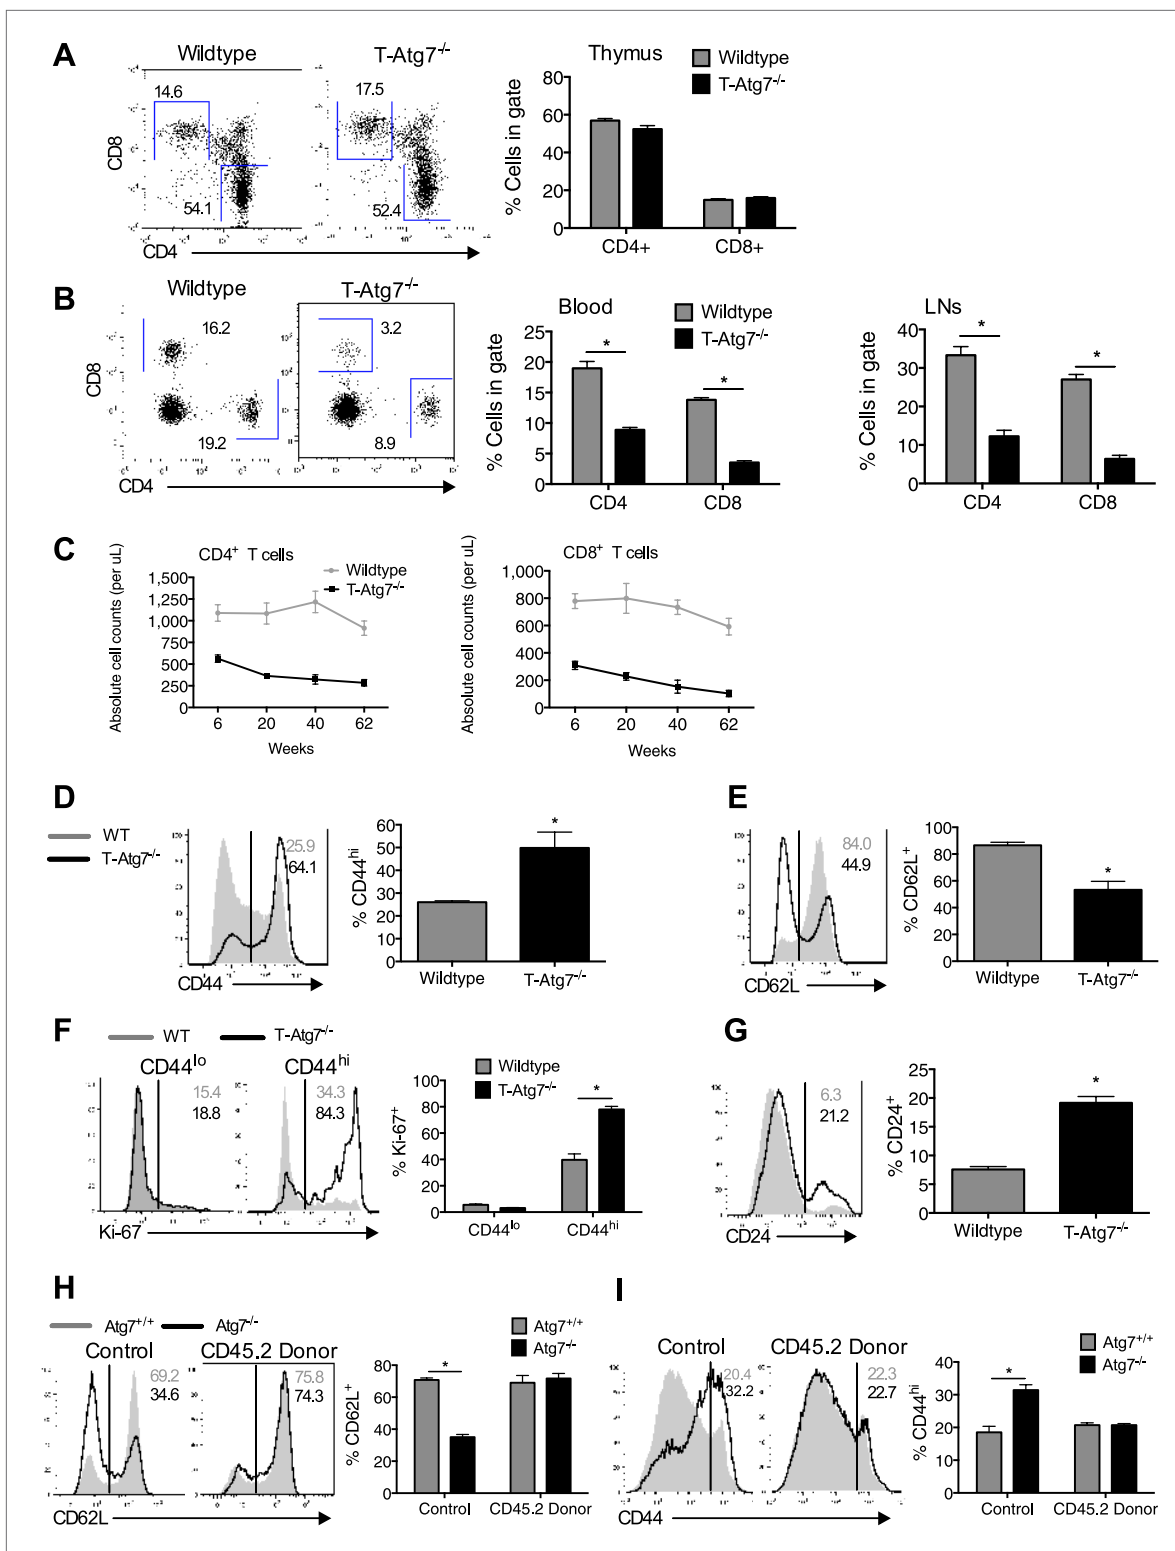 A
Wildtype
T-Atg7-/-
14.6
17.5
54.1
52.4
CD8
CD4
Thymus
Wildtype
T-Atg7-/-
% Cells in gate
80
60
40
20
0
CD4+
CD8+
B
Wildtype
T-Atg7-/-
16.2
3.2
19.2
8.9
CD8
CD4
Blood
Wildtype
T-Atg7-/-
% Cells in gate
25
20
15
10
5
0
*
*
CD4
CD8
LNs
% Cells in gate
40
30
20
10
0
*
*
CD4
CD8
C
CD4+ T cells
Wildtype
T-Atg7-/-
Absolute cell counts (per uL)
1,500
1,250
1,000
750
500
250
0
6 20 40 62
Weeks
CD8+ T cells
Absolute cell counts (per uL)
1,000
800
600
400
200
0
6 20 40 62
Weeks
D
WT
T-Atg7-/-
25.9
64.1
CD44
% CD44hi
60
50
40
30
20
10
0
*
Wildtype
T-Atg7-/-
E
84.0
44.9
CD62L
% CD62L+
100
80
60
40
20
0
*
Wildtype
T-Atg7-/-
F
WT
T-Atg7-/-
CD44lo
CD44hi
15.4
18.8
34.3
84.3
Ki-67
Wildtype
T-Atg7-/-
% Ki-67+
100
80
60
40
20
0
*
CD44lo
CD44hi
G
6.3
21.2
CD24
% CD24+
25
20
15
10
5
0
*
Wildtype
T-Atg7-/-
H
Atg7+/+
Atg7-/-
Control
CD45.2 Donor
69.2
34.6
75.8
74.3
CD62L
Atg7+/+
Atg7-/-
% CD62L+
80
60
40
20
0
*
Control
CD45.2 Donor
I
Control
CD45.2 Donor
20.4
32.2
22.3
22.7
CD44
Atg7+/+
Atg7-/-
% CD44hi
40
30
20
10
0
*
Control
CD45.2 Donor